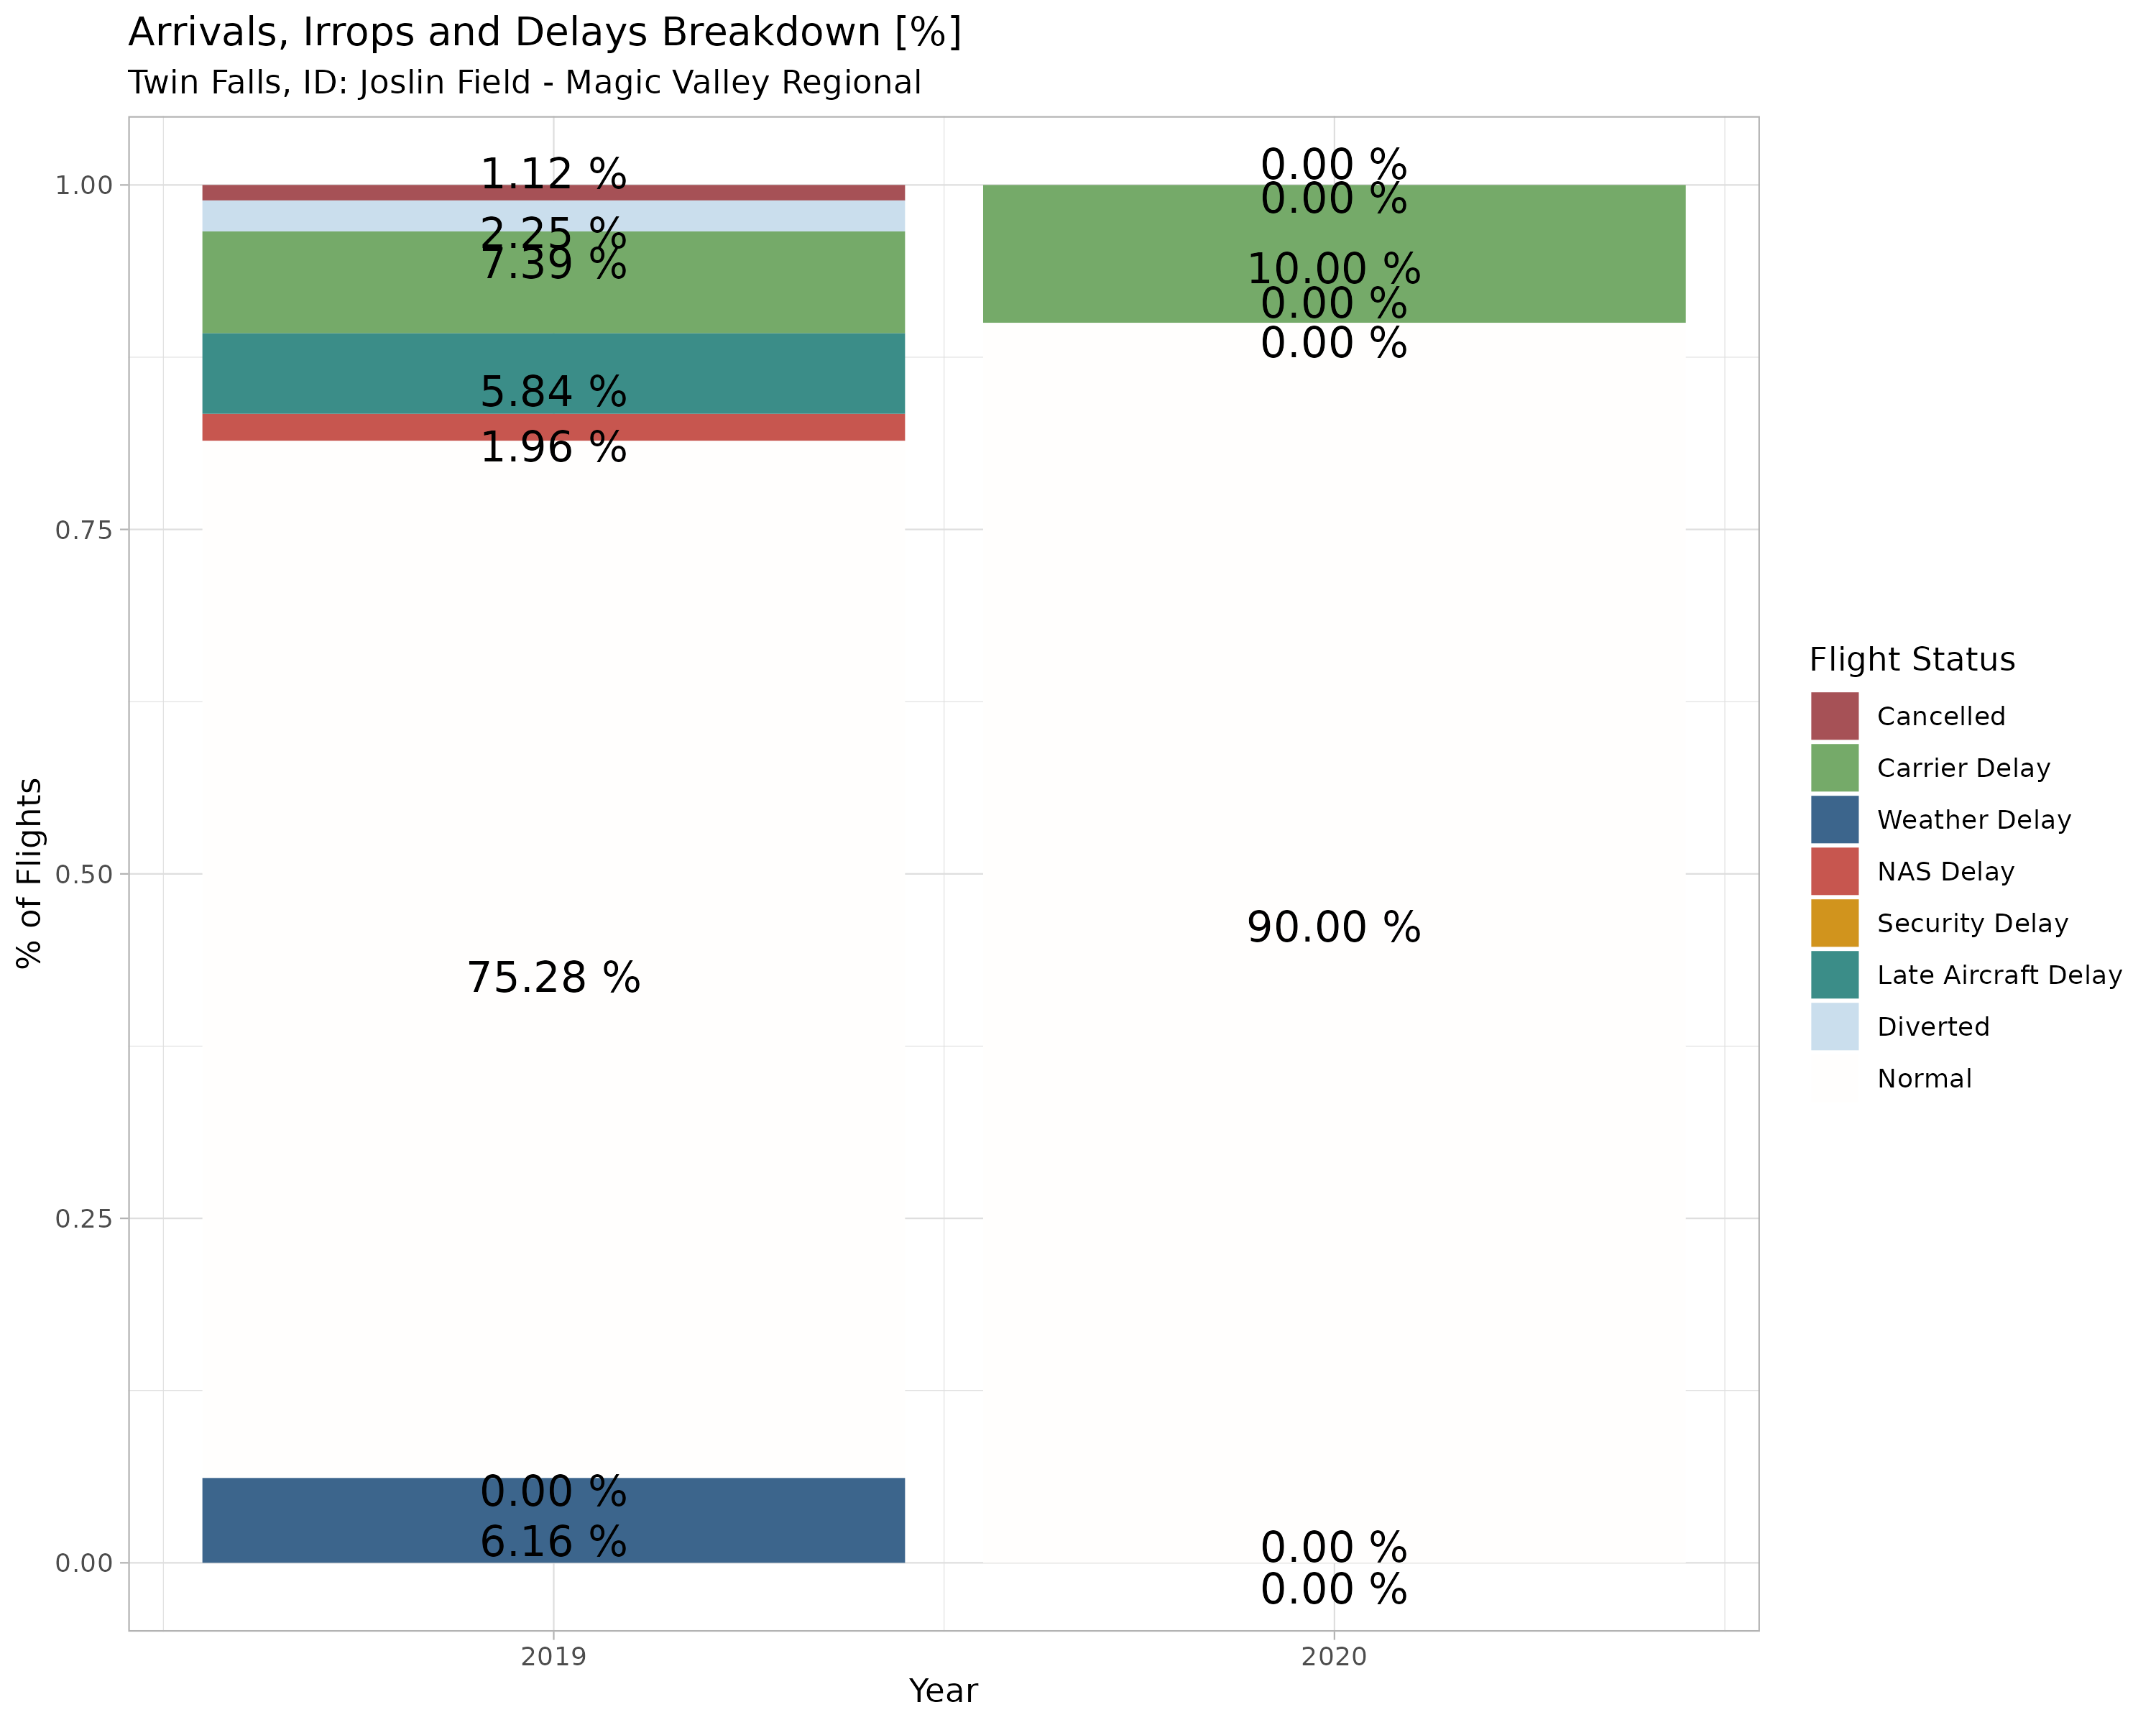 Arrivals, Irrops and Delays Breakdown [%]
Twin Falls, ID: Joslin Field - Magic Valley Regional
% of Flights
1.00
0.75
0.50
0.25
0.00
1.12 %
2.25 %
7.39 %
5.84 %
1.96 %
75.28 %
0.00 %
6.16 %
0.00 %
0.00 %
10.00 %
0.00 %
0.00 %
90.00 %
0.00 %
0.00 %
2019
2020
Year
Flight Status
Cancelled
Carrier Delay
Weather Delay
NAS Delay
Security Delay
Late Aircraft Delay
Diverted
Normal